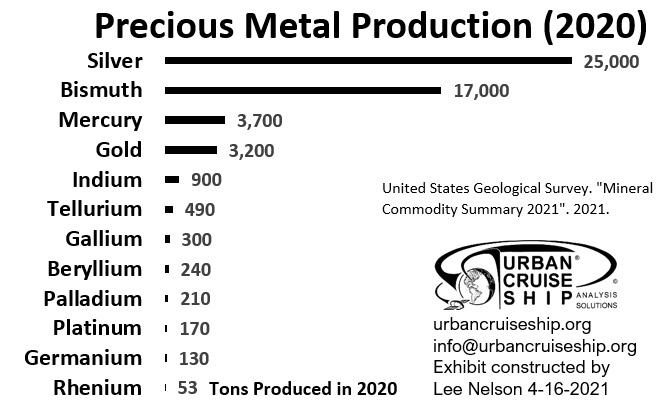 Precious Metal Production (2020)
Silver 25,000
Bismuth 17,000
Mercury 3,700
Gold 3,200
Indium 900
Tellurium 490
Gallium 300
Beryllium 240
Palladium 210
Platinum 170
Germanium 130
Rhenium 53 Tons Produced in 2020
United States Geological Survey. "Mineral
Commodity Summary 2021". 2021.
URBAN®
CRUISE ©
SHIP ANALYSIS
SOLUTIONS
urbancruiseship.org
info@urbancruiseship.org
Exhibit constructed by
Lee Nelson 4-16-2021